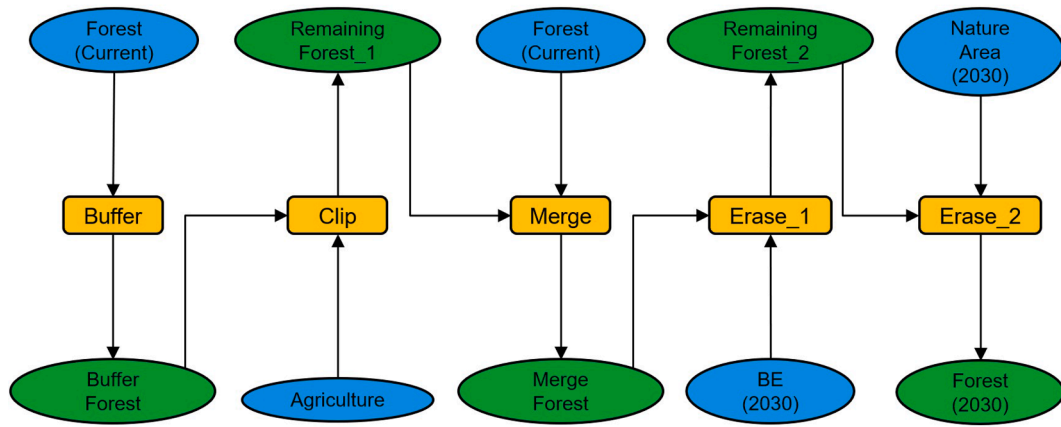 Forest
(Current)
Remaining
Forest_1
Forest
(Current)
Remaining
Forest_2
Nature
Area
(2030)
Buffer
Clip
Merge
Erase_1
Erase_2
Buffer
Forest
Agriculture
Merge
Forest
BE
(2030)
Forest
(2030)